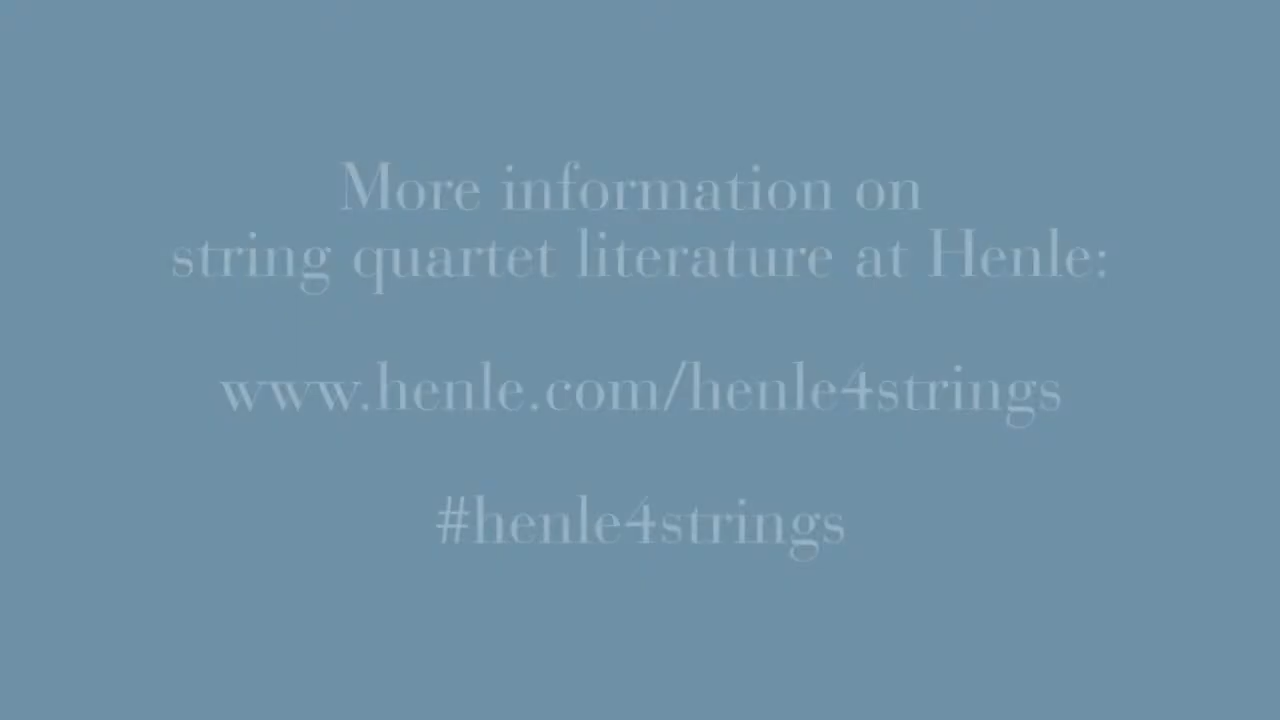 More information on
string quartet literature at Henle:
www.henle.com/henle4strings
#henle4strings